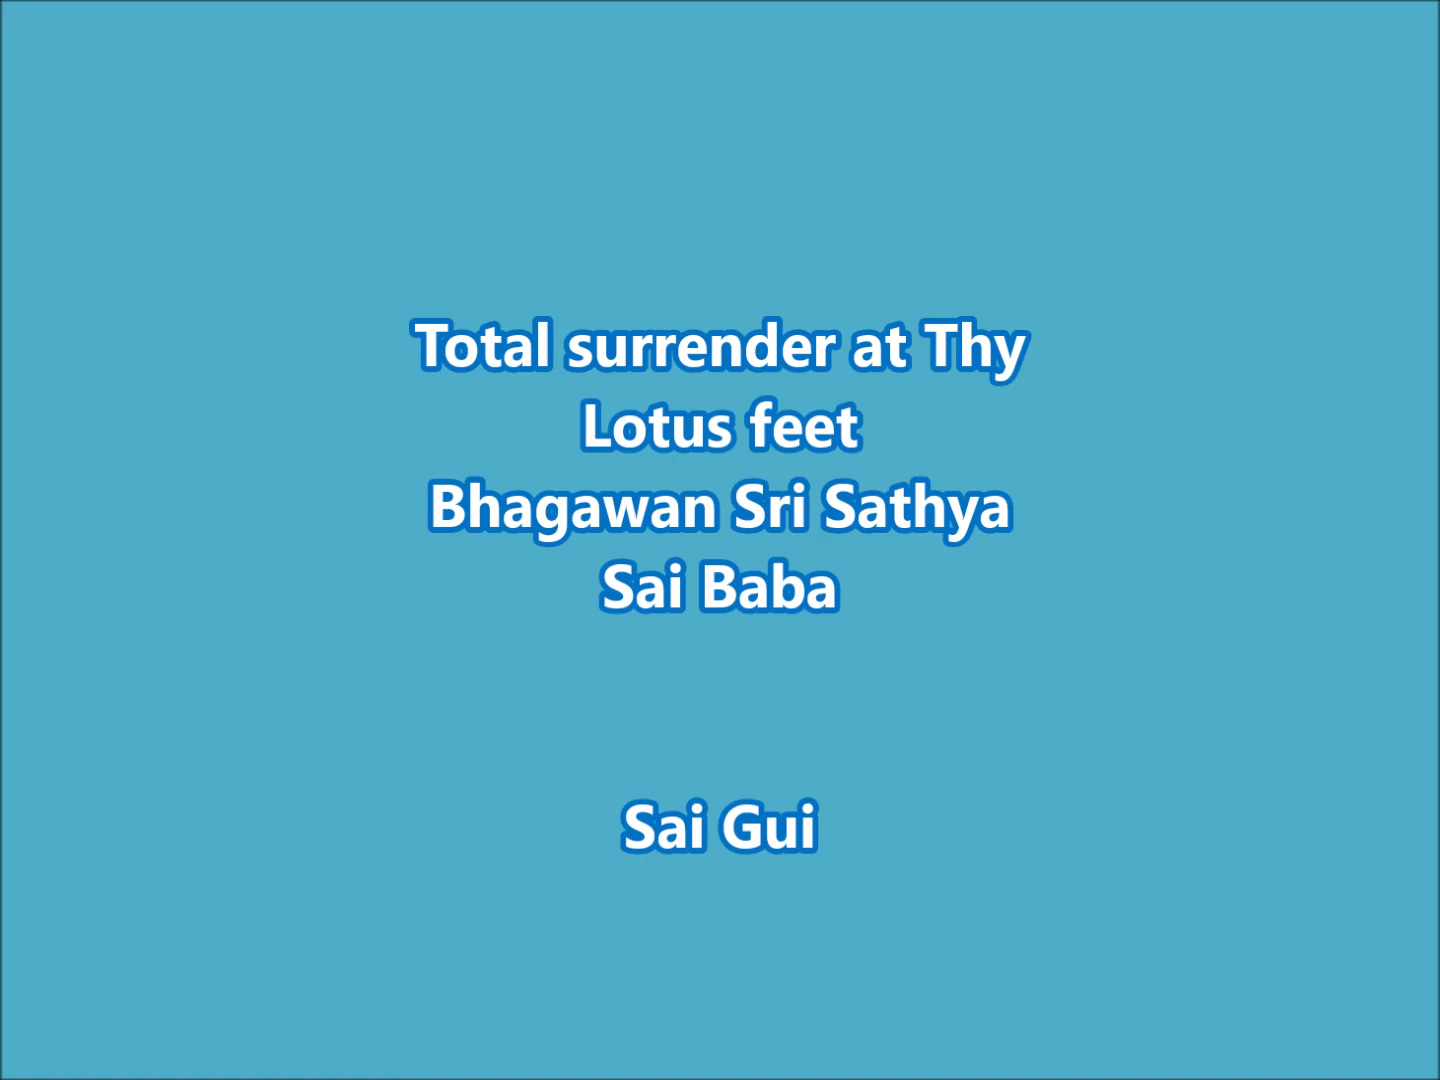 Total surrender at Thy
Lotus feet
Bhagawan Sri Sathya
Sai Baba
Sai Gui